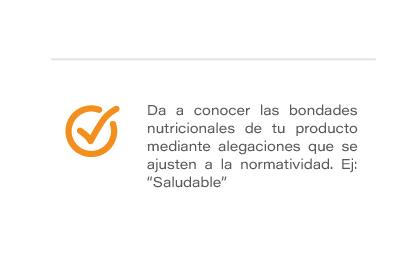 Da a conocer las bondades
nutricionales de tu producto
mediante alegaciones que se
ajusten a la normatividad. Ej:
“Saludable”